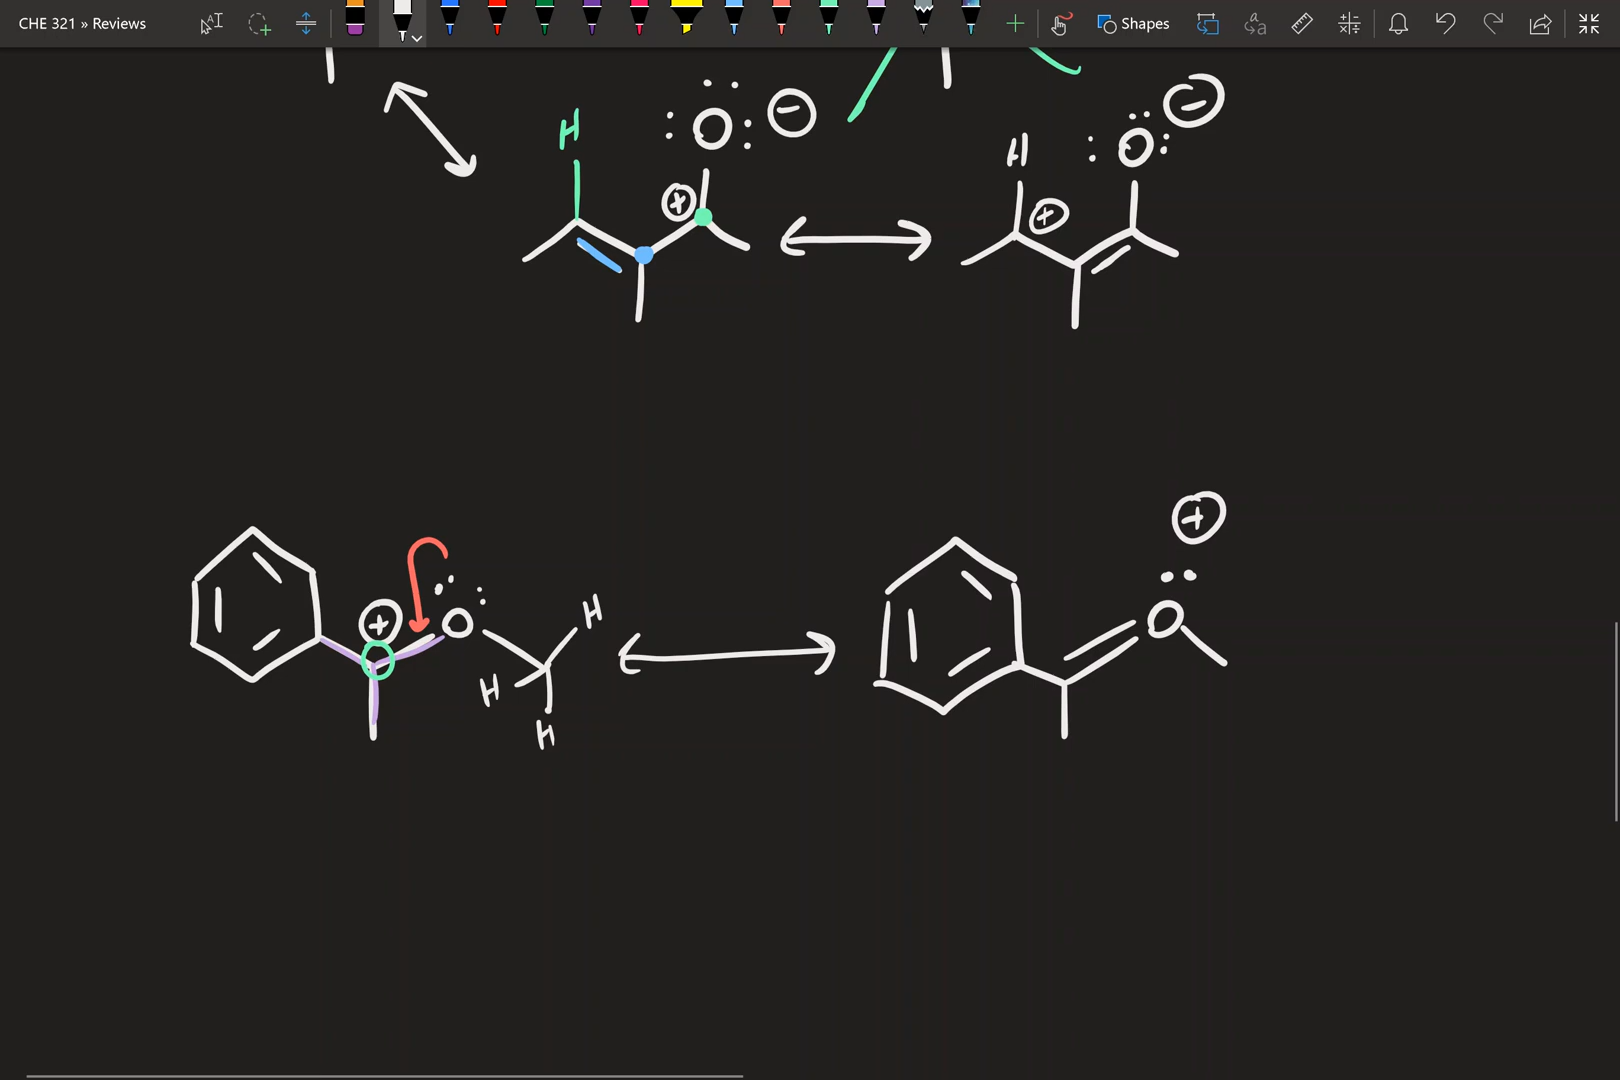 CHE 321 » Reviews
Shapes
H :O: ⊖
⊕
H :O: ⊖
⊕
⊕ O H
H
H
⊕
O